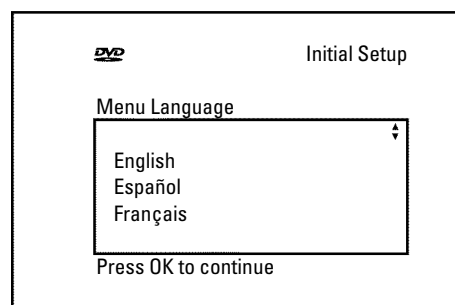 DVD
Initial Setup
Menu Language
English
Español
Français
Press OK to continue